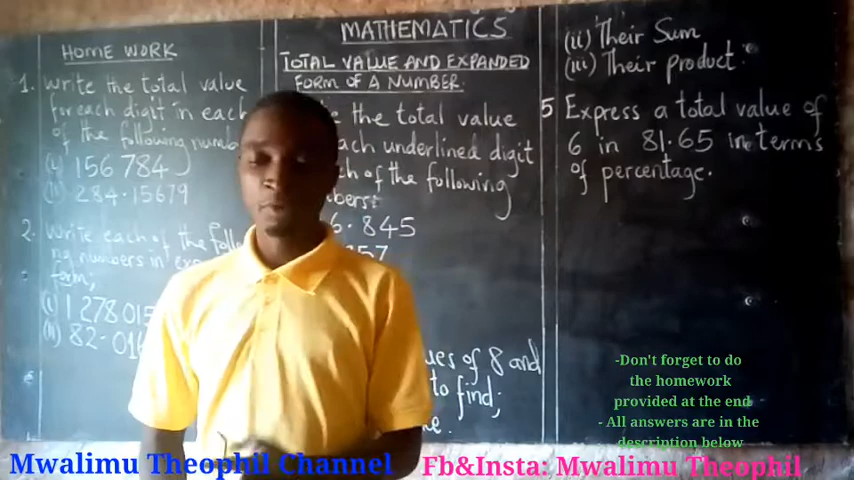 HOME WORK
1. Write the total value
for each digit in each
of the following
(i) 156 784
284.15679
2. Write each of the
ng numbers in
form;
(i) 1 278 015
(ii) 82.01
MATHEMATICS
TOTAL VALUE AND EXPANDED
FORM OF A NUMBER.
the total value
each underlined digit
of the following
6.845
357
ues of 8 and
to find;
(ii) Their Sum
(iii) Their product.
5 Express a total value of
6 in 81.65 in terms
of percentage.
-Don't forget to do
the homework
provided at the end
- All answers are in the
description below
Mwalimu Theophil Channel
Fb&Insta: Mwalimu Theophil